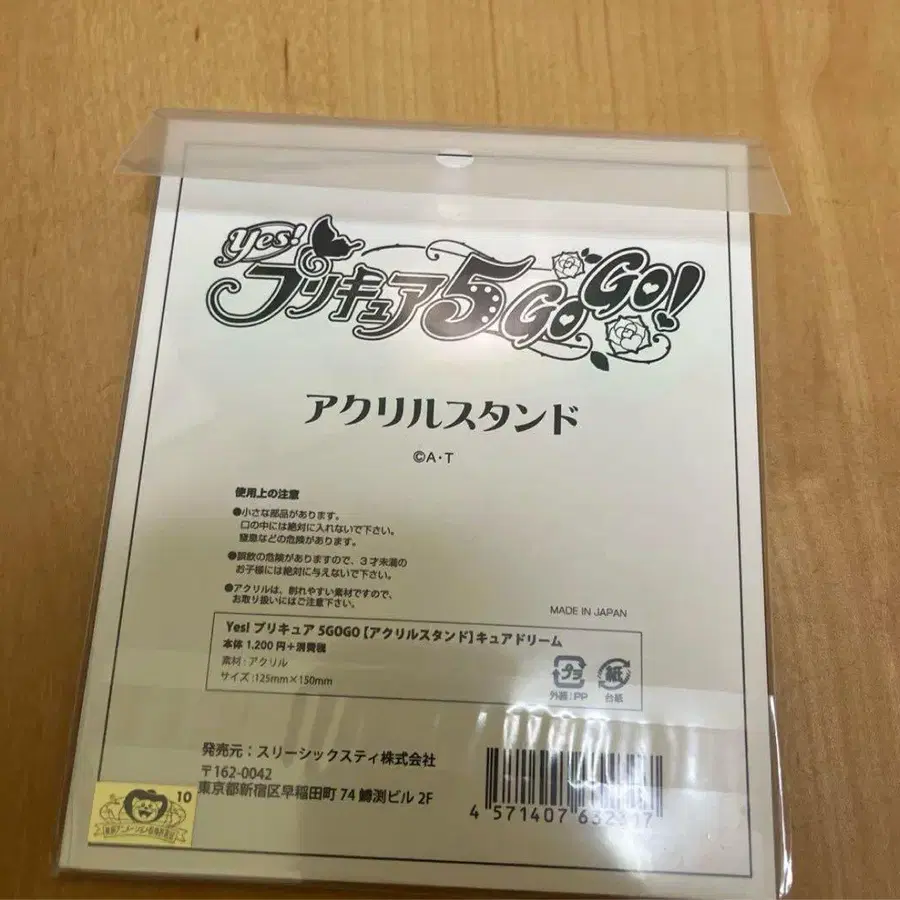 Yes!
プリキュア5GoGo!
アクリルスタンド
©A・T
使用上の注意
●小さな部品があります。
口の中には絶対に入れないで下さい。
窒息などの危険があります。
●誤飲の危険がありますので、3才未満の
お子様には絶対に与えないで下さい。
●アクリルは、割れやすい素材ですので、
お取り扱いにはご注意下さい。
MADE IN JAPAN
Yes! プリキュア 5GOGO【アクリルスタンド】キュアドリーム
本体 1,200 円+消費税
素材:アクリル
サイズ:125mm×150mm
プラ
外装:PP
紙
台紙
発売元:スリーシックスティ株式会社
〒162-0042
東京都新宿区早稲田町 74 鱒渕ビル 2F
10
4 571407